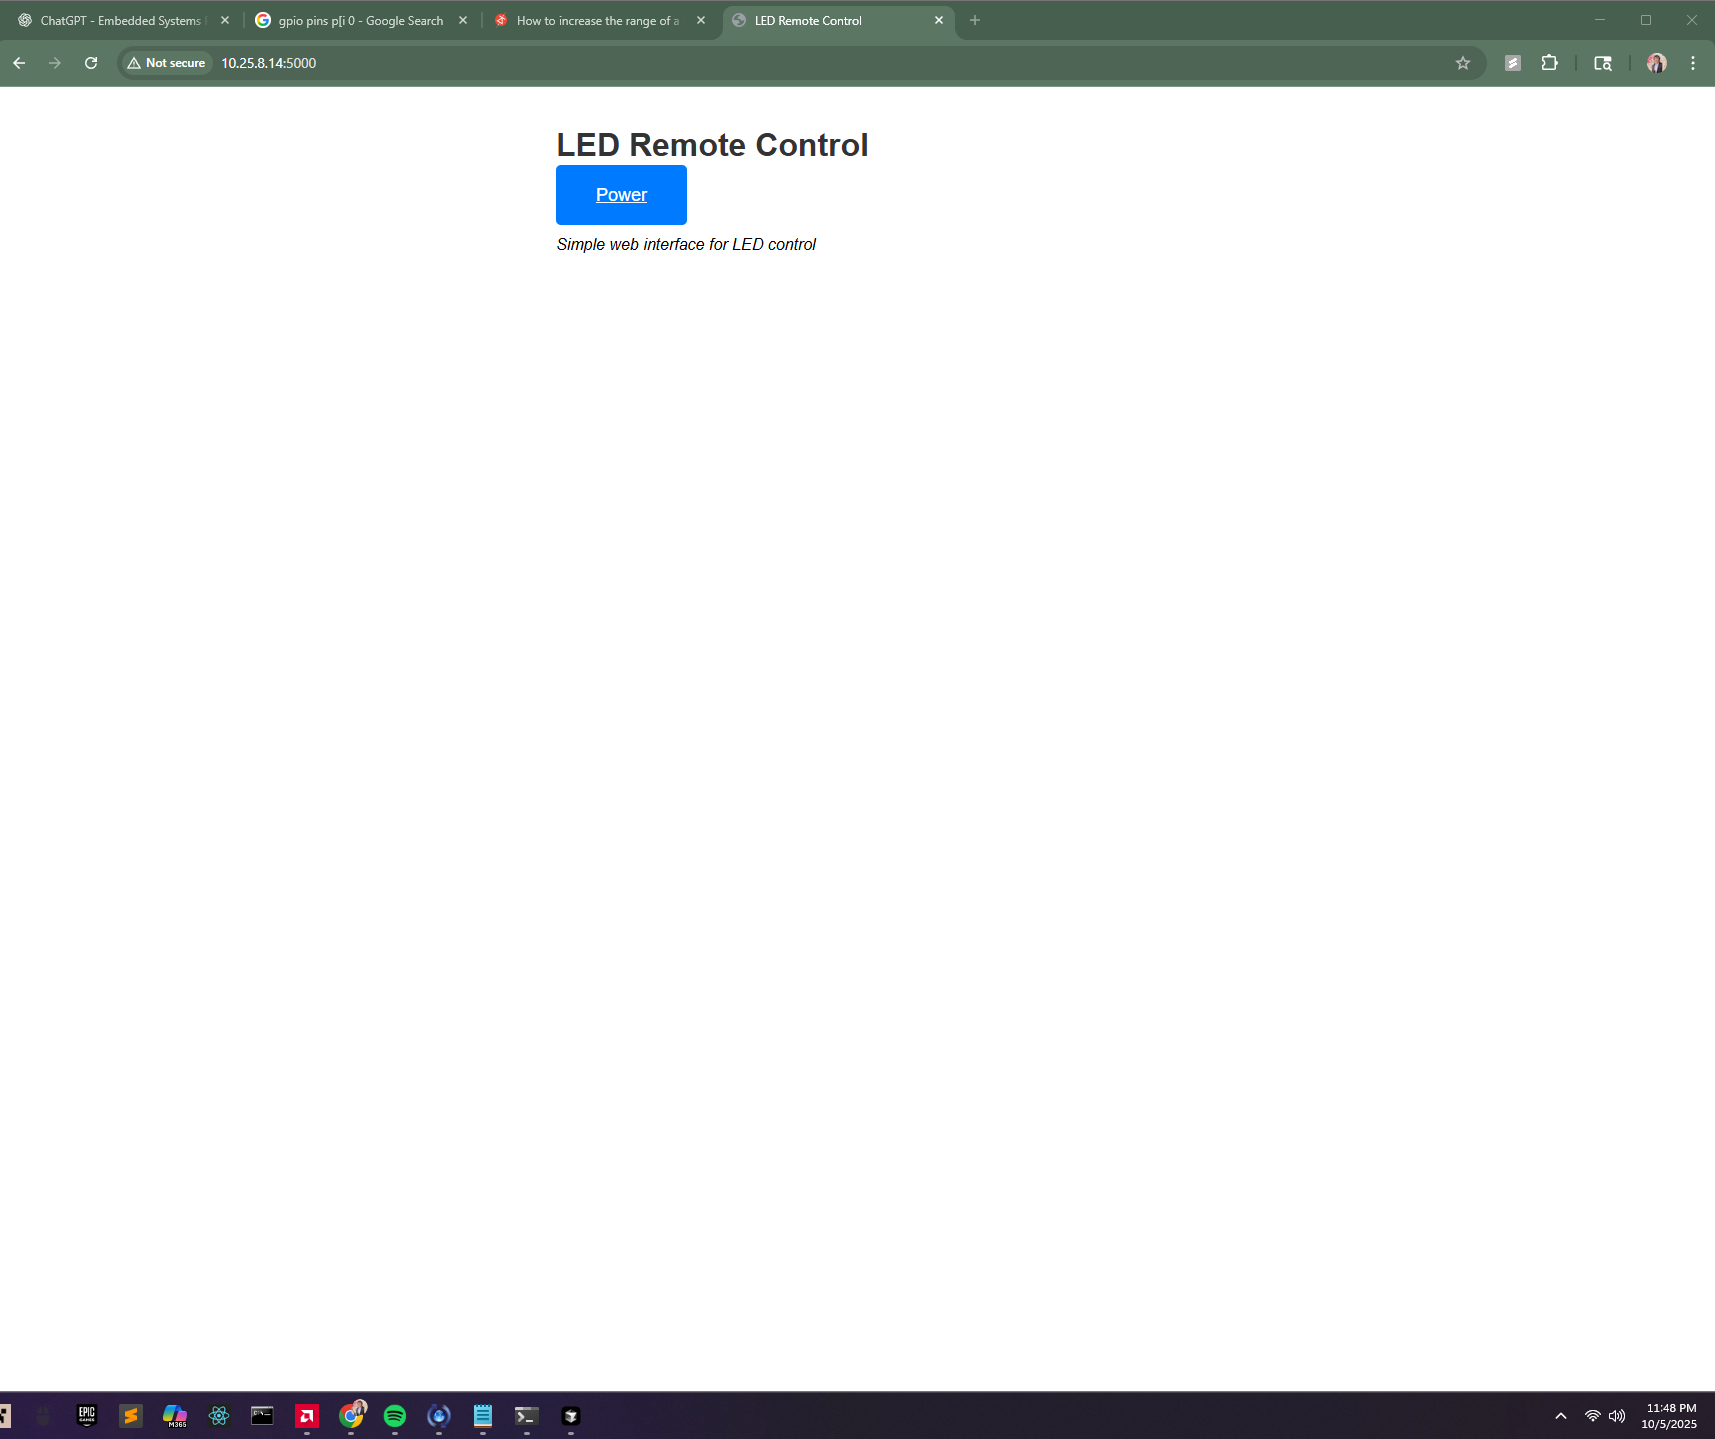 ChatGPT - Embedded Systems
gpio pins p[i 0 - Google Search
How to increase the range of a
LED Remote Control
Not secure
10.25.8.14:5000
LED Remote Control
Power
Simple web interface for LED control
EPIC
GAMES
M365
11:48 PM
10/5/2025